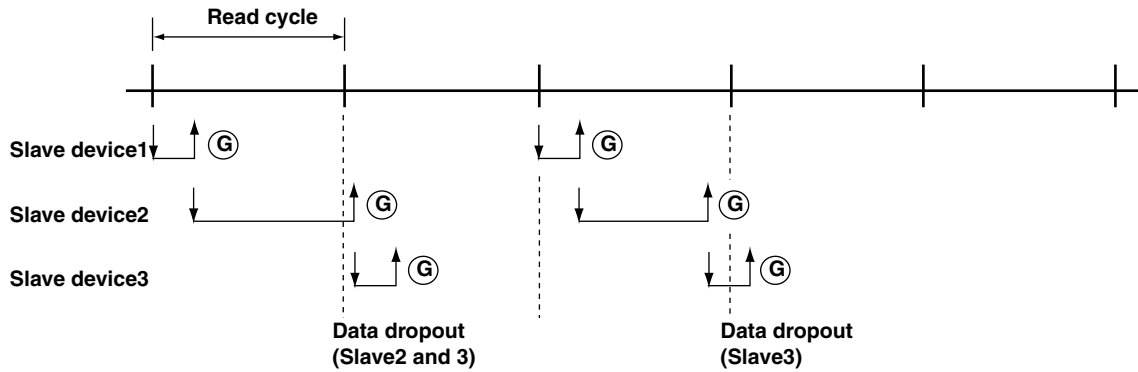 Read cycle
Slave device1
G
G
Slave device2
G
G
Slave device3
G
G
Data dropout
(Slave2 and 3)
Data dropout
(Slave3)